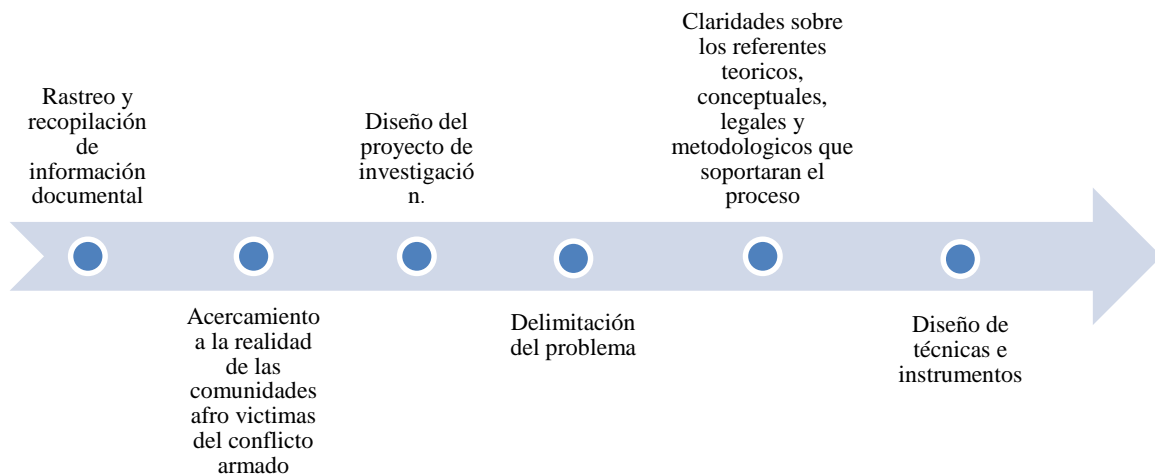 Rastreo y
recopilación
de
información
documental
Acercamiento
a la realidad
de las
comunidades
afro victimas
del conflicto
armado
Diseño del
proyecto de
investigació
n.
Delimitación
del problema
Claridades sobre
los referentes
teoricos,
conceptuales,
legales y
metodologicos que
soportaran el
proceso
Diseño de
técnicas e
instrumentos